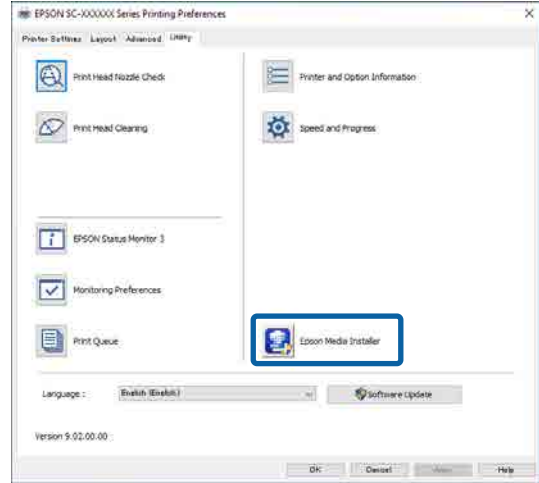 EPSON SC-XXXXXX Series Printing Preferences
Printer Settings Layout Advanced Utility
Print Head Nozzle Check
Printer and Option Information
Print Head Cleaning
Speed and Progress
EPSON Status Monitor 3
Monitoring Preferences
Print Queue
Epson Media Installer
Language :
English (English)
Software Update
Version 9.02.00.00
OK Cancel Apply Help